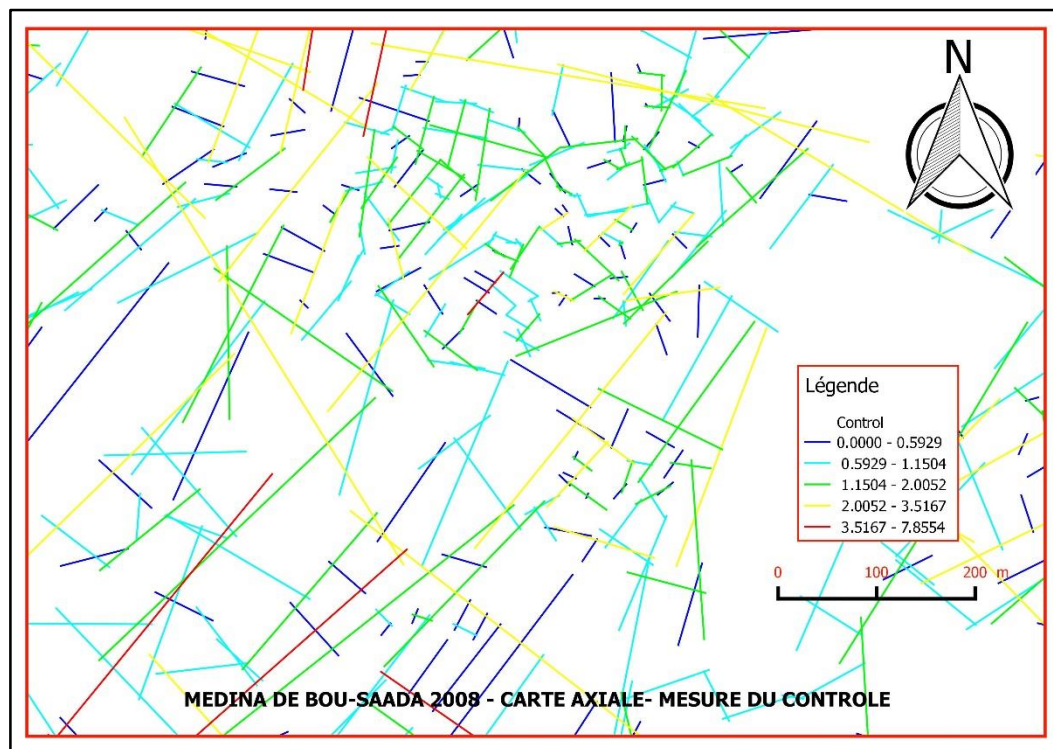 N
Légende
Control
0.0000 - 0.5929
0.5929 - 1.1504
1.1504 - 2.0052
2.0052 - 3.5167
3.5167 - 7.8554
0 100 200 m
MEDINA DE BOU-SAADA 2008 - CARTE AXIALE- MESURE DU CONTROLE